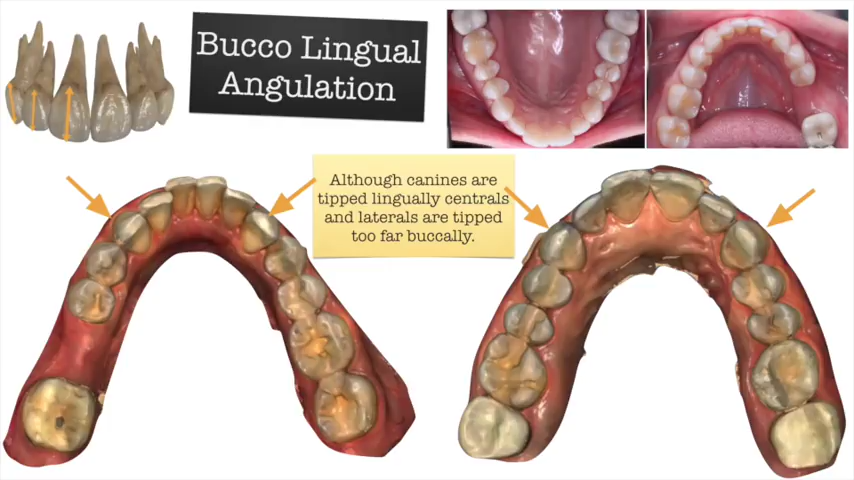 Bucco Lingual
Angulation
Although canines are
tipped lingually centrals
and laterals are tipped
too far buccally.